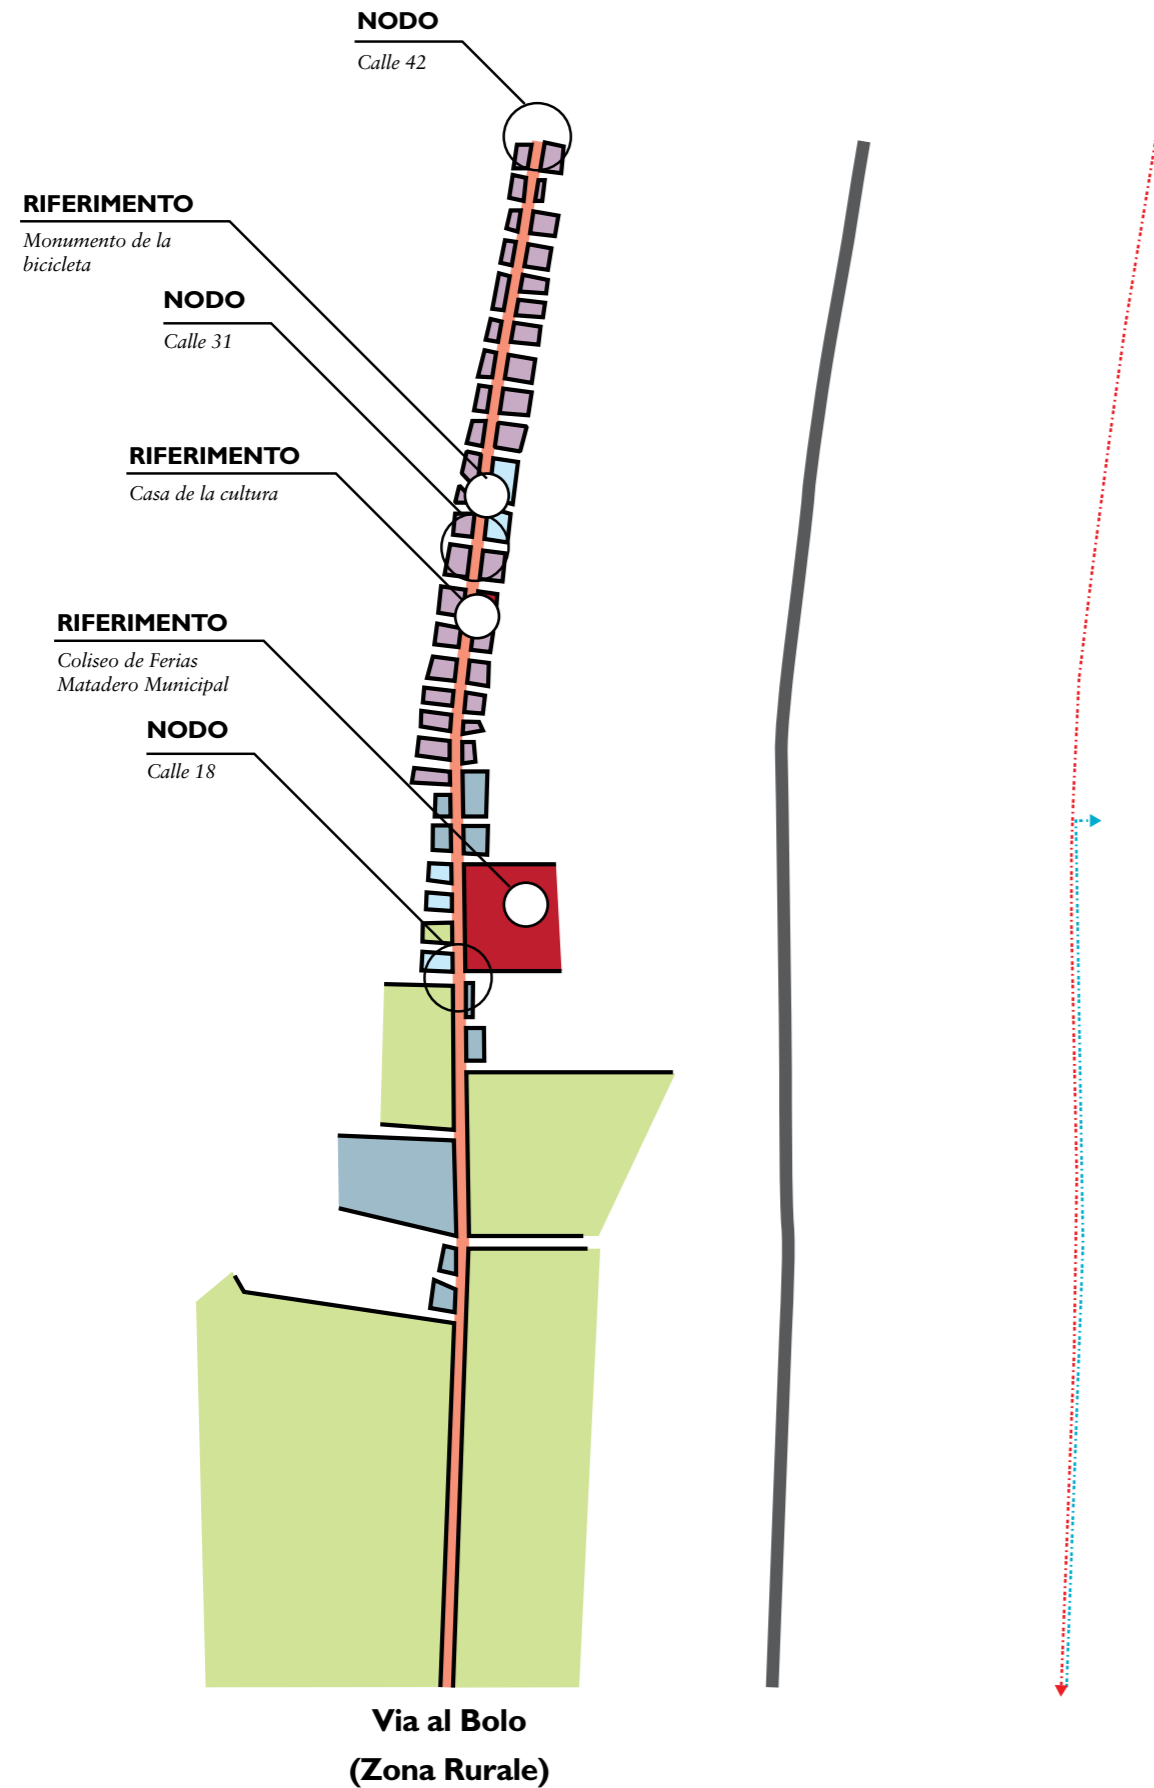 NODO
Calle 42
RIFERIMENTO
Monumento de la
bicicleta
NODO
Calle 31
RIFERIMENTO
Casa de la cultura
RIFERIMENTO
Coliseo de Ferias
Matadero Municipal
NODO
Calle 18
Via al Bolo
(Zona Rurale)